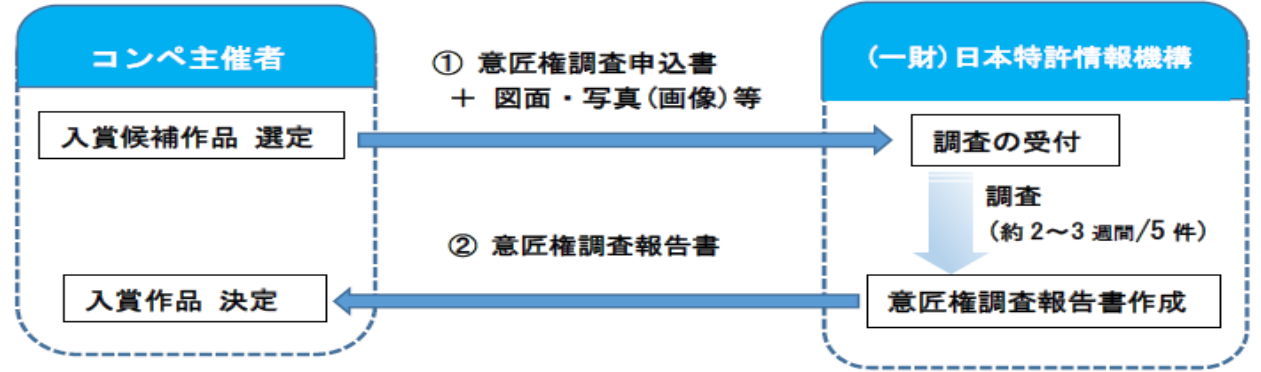 コンペ主催者
入賞候補作品 選定
① 意匠権調査申込書
＋ 図面・写真(画像)等
(一財)日本特許情報機構
調査の受付
調査
(約 2～3 週間/5 件)
意匠権調査報告書作成
② 意匠権調査報告書
入賞作品 決定